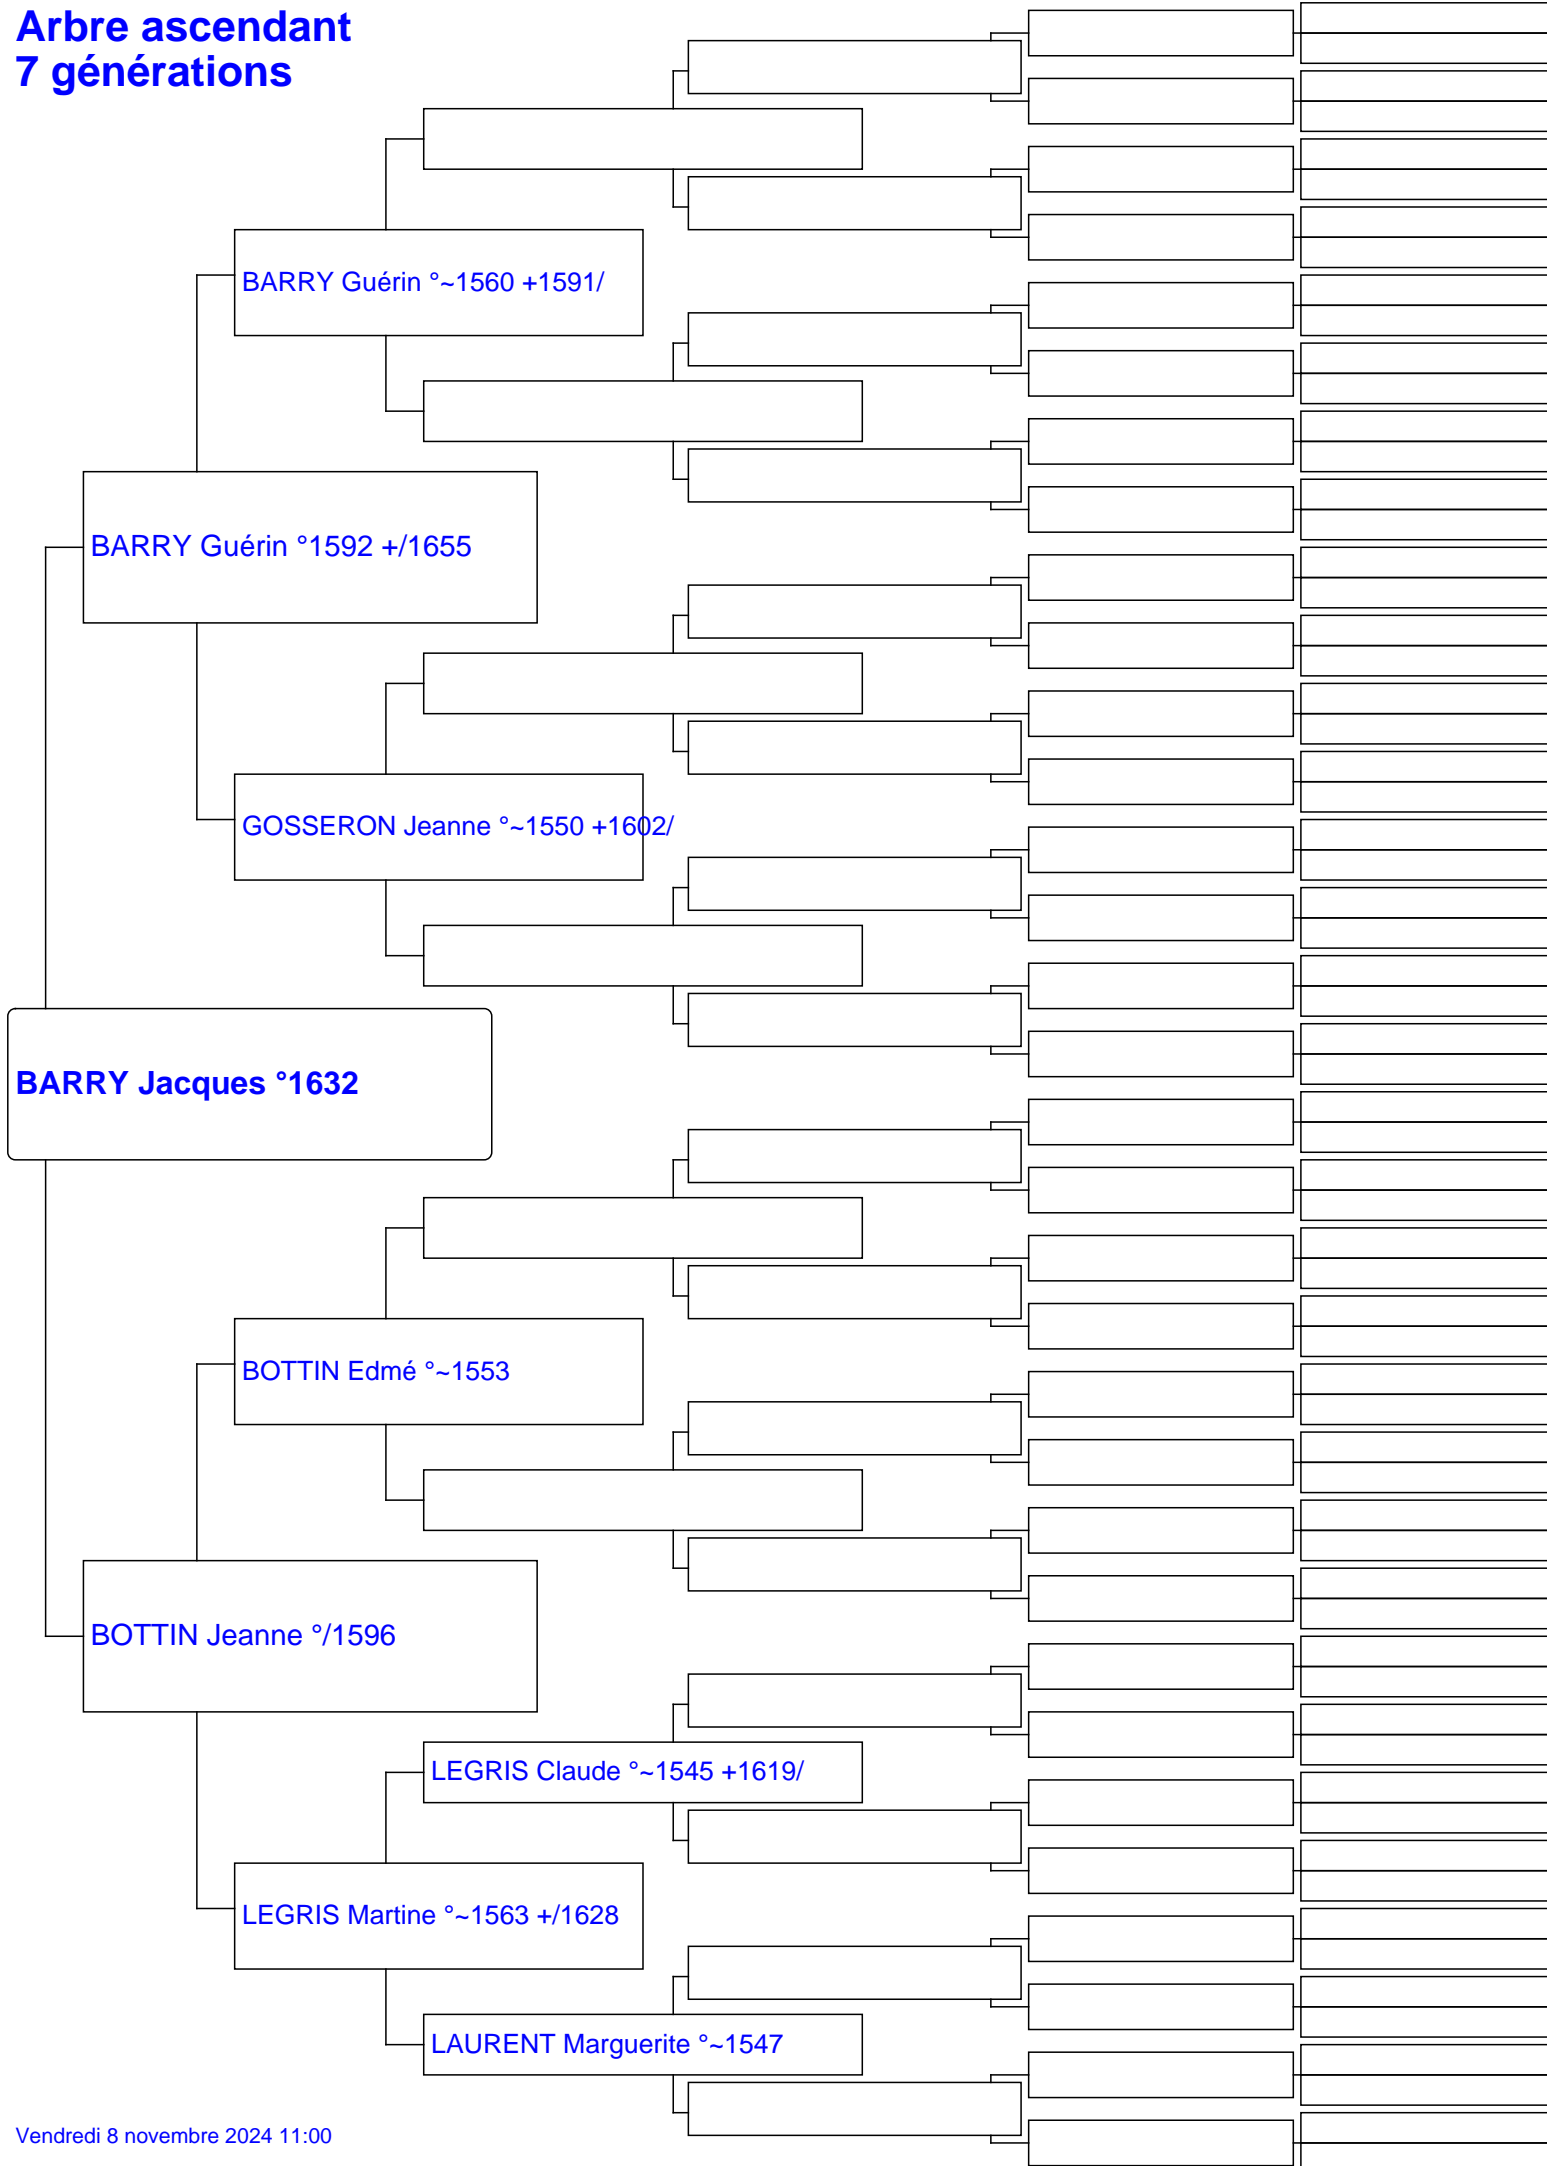 Arbre ascendant
7 générations
BARRY Guérin °~1560 +1591/
BARRY Guérin °1592 +/1655
GOSSERON Jeanne °~1550 +1602/
BARRY Jacques °1632
BOTTIN Edmé °~1553
BOTTIN Jeanne °/1596
LEGRIS Claude °~1545 +1619/
LEGRIS Martine °~1563 +/1628
LAURENT Marguerite °~1547
Vendredi 8 novembre 2024 11:00